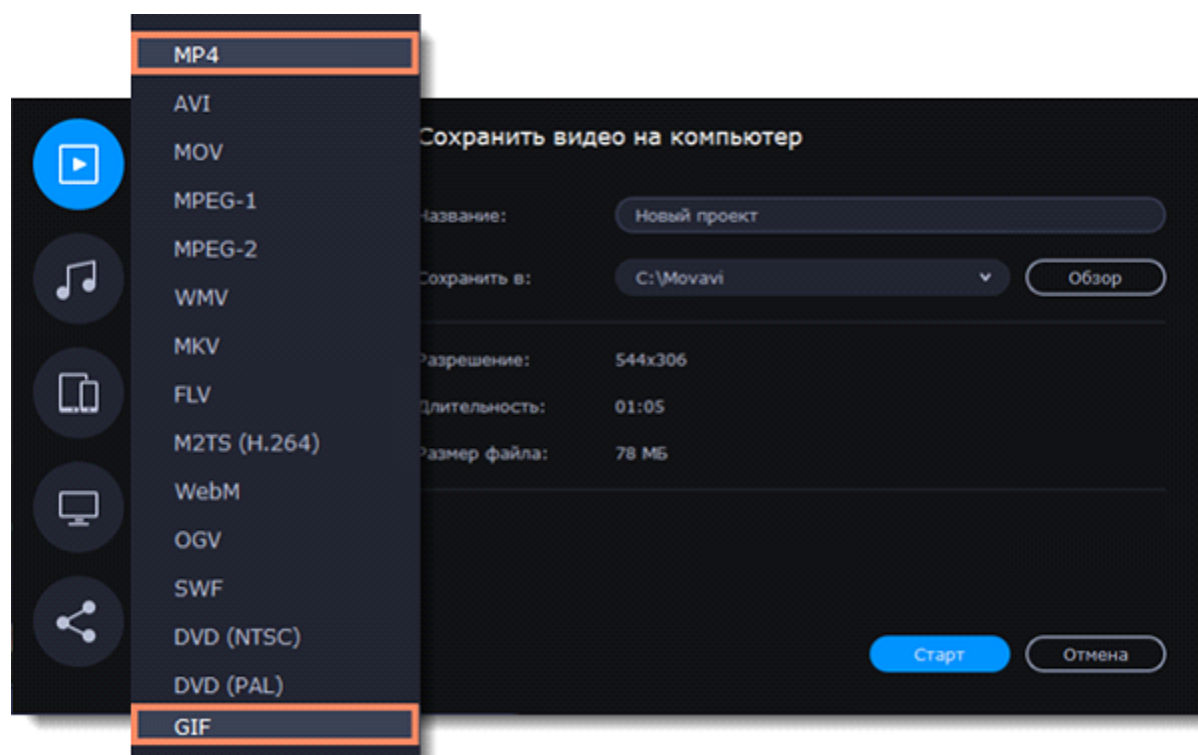 MP4
AVI
MOV
MPEG-1
MPEG-2
WMV
MKV
FLV
M2TS (H.264)
WebM
OGV
SWF
DVD (NTSC)
DVD (PAL)
GIF
Сохранить видео на компьютер
Название: Новый проект
Сохранить в: C:\Movavi Обзор
Разрешение: 544x306
Длительность: 01:05
Размер файла: 78 МБ
Старт Отмена